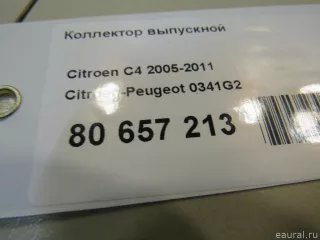 Коллектор выпускной
Citroen C4 2005-2011
Citroen-Peugeot 0341G2
80 657 213
eaural.ru